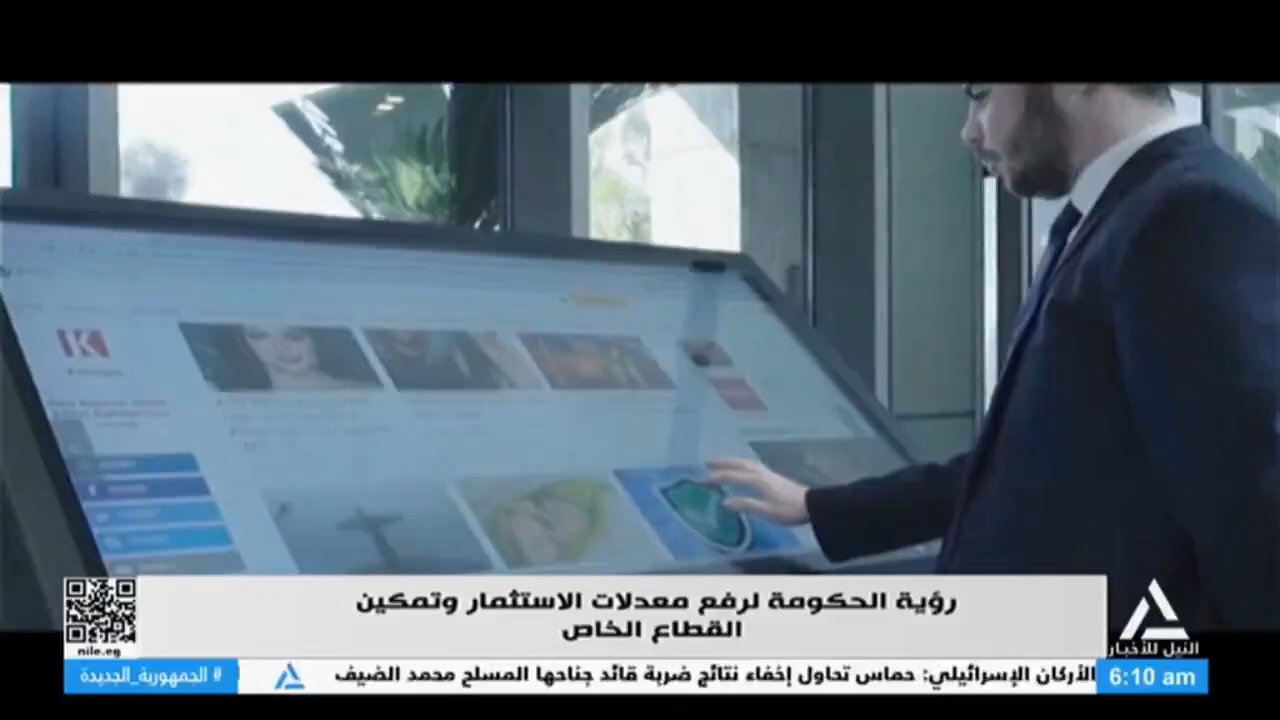 K
رؤية الحكومة لرفع معدلات الاستثمار وتمكين
القطاع الخاص
nile.eg
النيل للأخبار
الأركان الإسرائيلي: حماس تحاول إخفاء نتائج ضربة قائد جناحها المسلح محمد الضيف
# الجمهورية_الجديدة
6:10 am